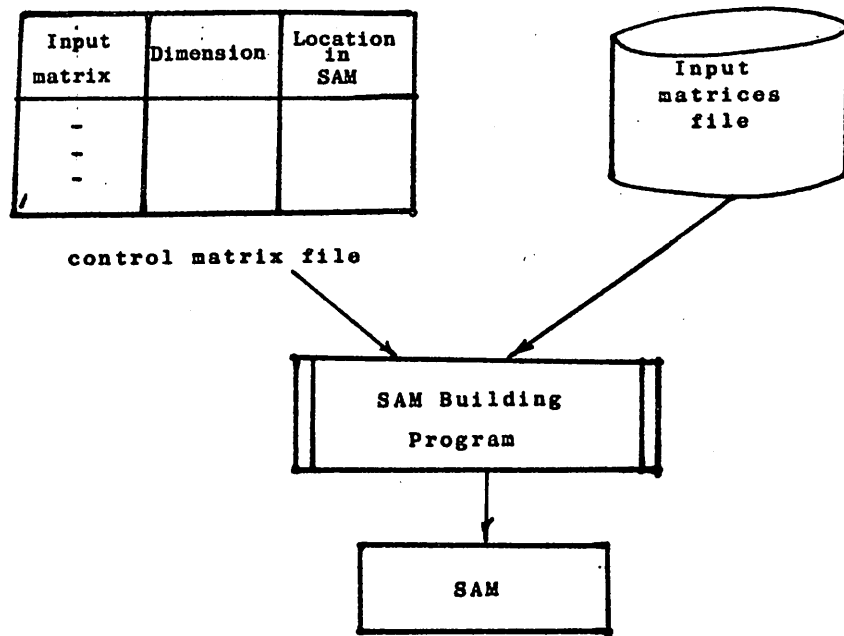 Input
matrix
Dimension
Location
in
SAM
-
-
-
control matrix file
Input
matrices
file
SAM Building
Program
SAM